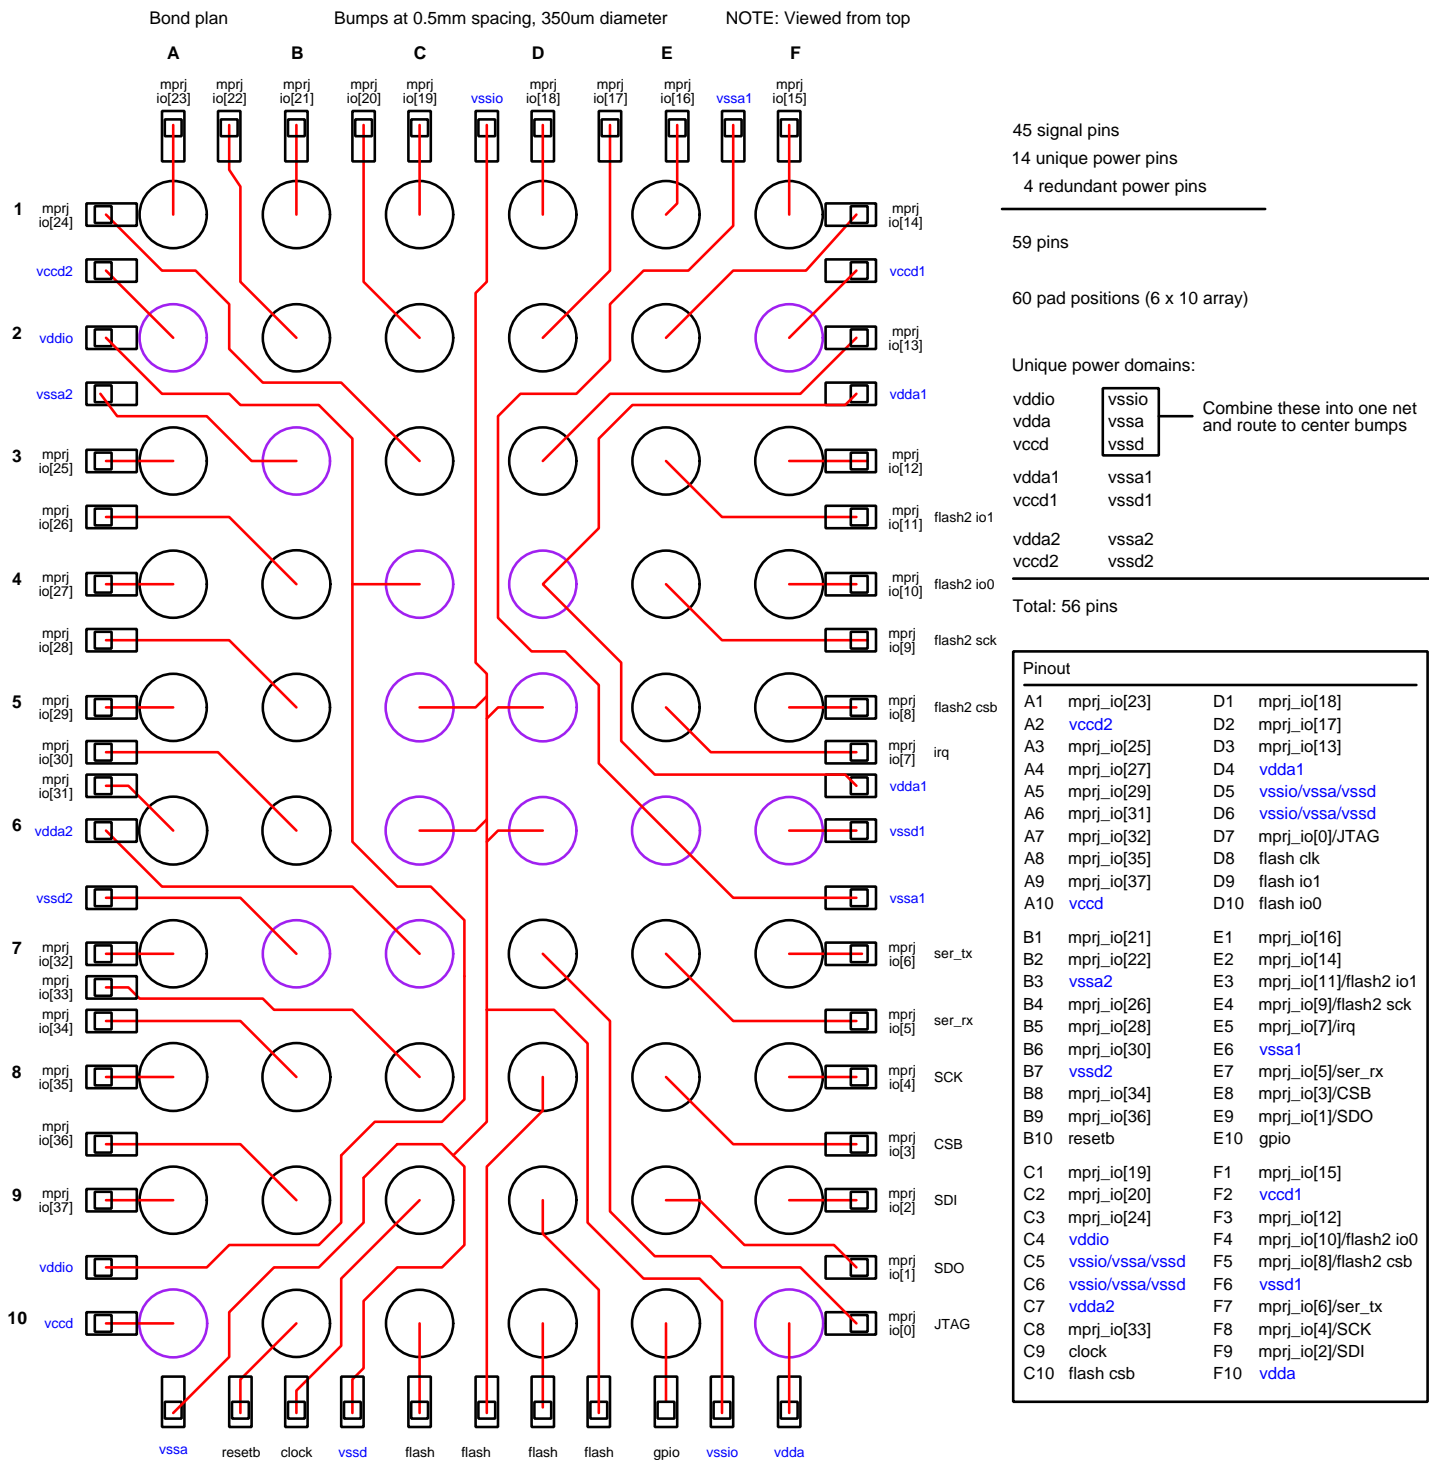 Bond plan Bumps at 0.5mm spacing, 350um diameter NOTE: Viewed from top
A B C D E F
mprj mprj mprj mprj mprj mprj mprj mprj mprj
io[23] io[22] io[21] io[20] io[19] vssio io[18] io[17] io[16] vssa1 io[15]
1 mprj io[24]
mprj io[14]
vccd2
vccd1
2 vddio
mprj io[13]
vssa2
vdda1
3 mprj io[25]
mprj io[12]
mprj io[26]
mprj io[11] flash2 io1
4 mprj io[27]
mprj io[10] flash2 io0
mprj io[28]
mprj io[9] flash2 sck
5 mprj io[29]
mprj io[8] flash2 csb
mprj io[30]
mprj io[7] irq
mprj io[31]
vdda1
6 vdda2
vssd1
vssd2
vssa1
7 mprj io[32]
mprj io[6] ser_tx
mprj io[33]
mprj io[34]
mprj io[5] ser_rx
8 mprj io[35]
mprj io[4] SCK
mprj io[36]
mprj io[3] CSB
9 mprj io[37]
mprj io[2] SDI
vddio
mprj io[1] SDO
10 vccd
mprj io[0] JTAG
vssa resetb clock vssd flash flash flash flash gpio vssio vdda
45 signal pins
14 unique power pins
4 redundant power pins
59 pins
60 pad positions (6 x 10 array)
Unique power domains:
vddio vssio
vdda vssa
vccd vssd
Combine these into one net
and route to center bumps
vdda1 vssa1
vccd1 vssd1
vdda2 vssa2
vccd2 vssd2
Total: 56 pins
Pinout
A1 mprj_io[23] D1 mprj_io[18]
A2 vccd2 D2 mprj_io[17]
A3 mprj_io[25] D3 mprj_io[13]
A4 mprj_io[27] D4 vdda1
A5 mprj_io[29] D5 vssio/vssa/vssd
A6 mprj_io[31] D6 vssio/vssa/vssd
A7 mprj_io[32] D7 mprj_io[0]/JTAG
A8 mprj_io[35] D8 flash clk
A9 mprj_io[37] D9 flash io1
A10 vccd D10 flash io0
B1 mprj_io[21] E1 mprj_io[16]
B2 mprj_io[22] E2 mprj_io[14]
B3 vssa2 E3 mprj_io[11]/flash2 io1
B4 mprj_io[26] E4 mprj_io[9]/flash2 sck
B5 mprj_io[28] E5 mprj_io[7]/irq
B6 mprj_io[30] E6 vssa1
B7 vssd2 E7 mprj_io[5]/ser_rx
B8 mprj_io[34] E8 mprj_io[3]/CSB
B9 mprj_io[36] E9 mprj_io[1]/SDO
B10 resetb E10 gpio
C1 mprj_io[19] F1 mprj_io[15]
C2 mprj_io[20] F2 vccd1
C3 mprj_io[24] F3 mprj_io[12]
C4 vddio F4 mprj_io[10]/flash2 io0
C5 vssio/vssa/vssd F5 mprj_io[8]/flash2 csb
C6 vssio/vssa/vssd F6 vssd1
C7 vdda2 F7 mprj_io[6]/ser_tx
C8 mprj_io[33] F8 mprj_io[4]/SCK
C9 clock F9 mprj_io[2]/SDI
C10 flash csb F10 vdda